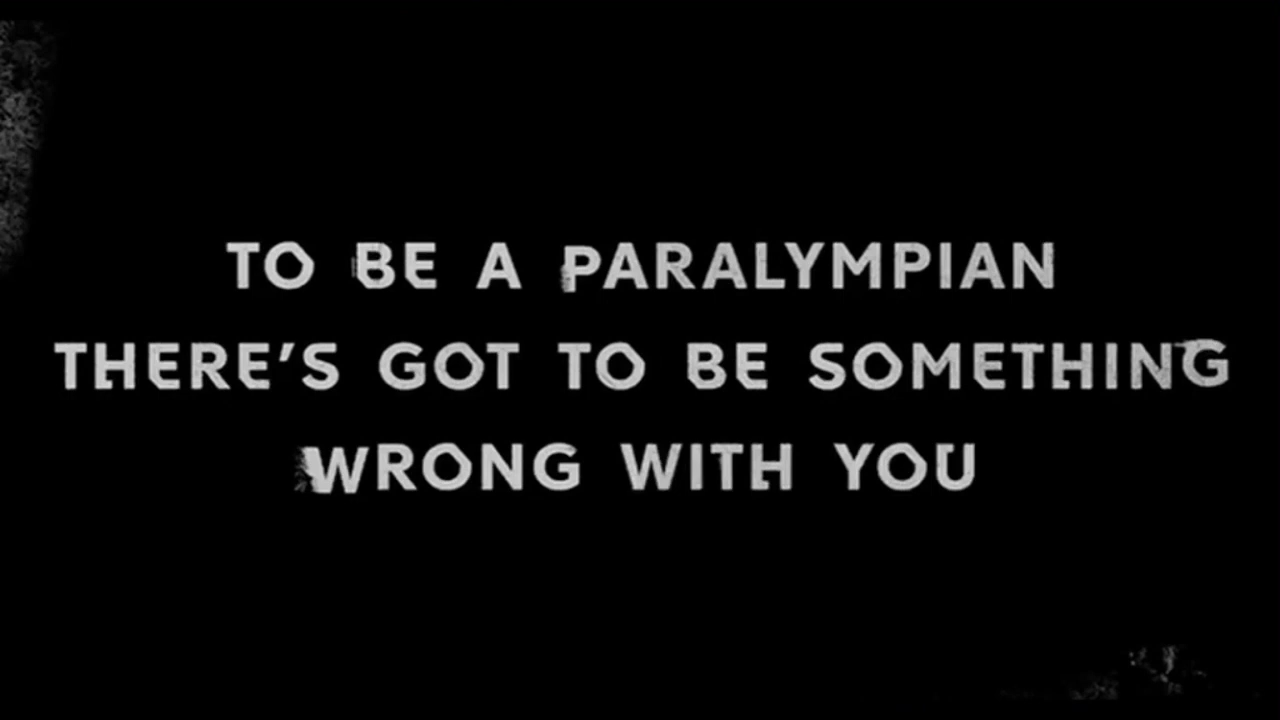 TO BE A PARALYMPIAN
THERE'S GOT TO BE SOMETHING
WRONG WITH YOU